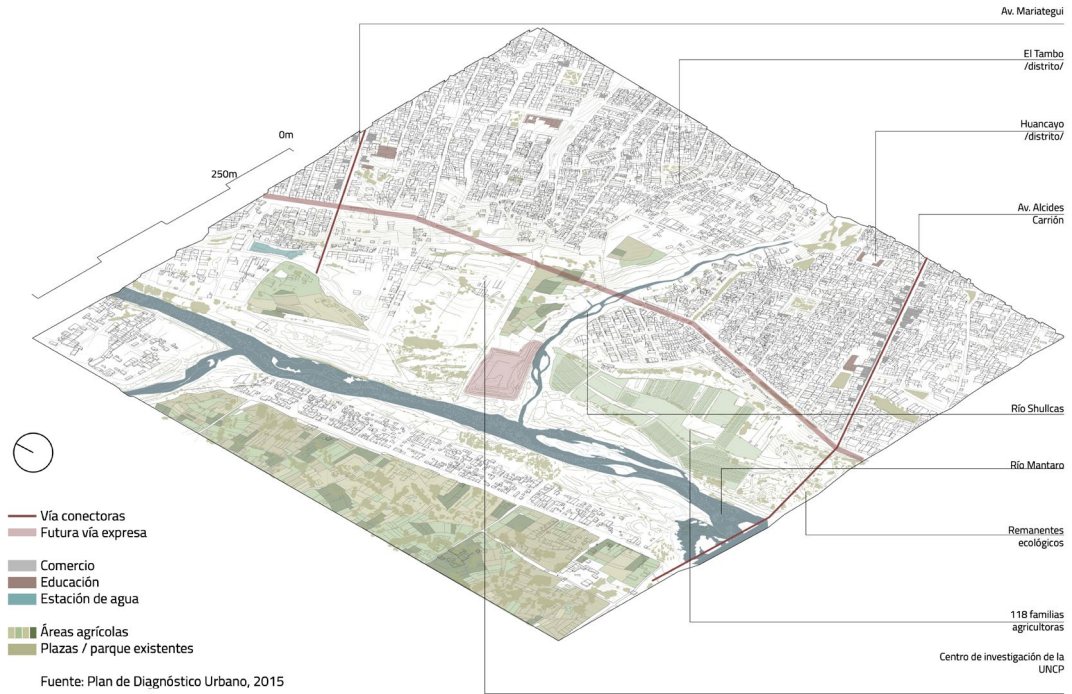 Av. Mariategui
El Tambo
/distrito/
Huancayo
/distrito/
Av. Alcides
Carrión
0m
250m
Río Shullcas
Río Mantaro
Remanentes
ecológicos
118 familias
agricultoras
Centro de investigación de la
UNCP
Vía conectoras
Futura vía expresa
Comercio
Educación
Estación de agua
Áreas agrícolas
Plazas / parque existentes
Fuente: Plan de Diagnóstico Urbano, 2015